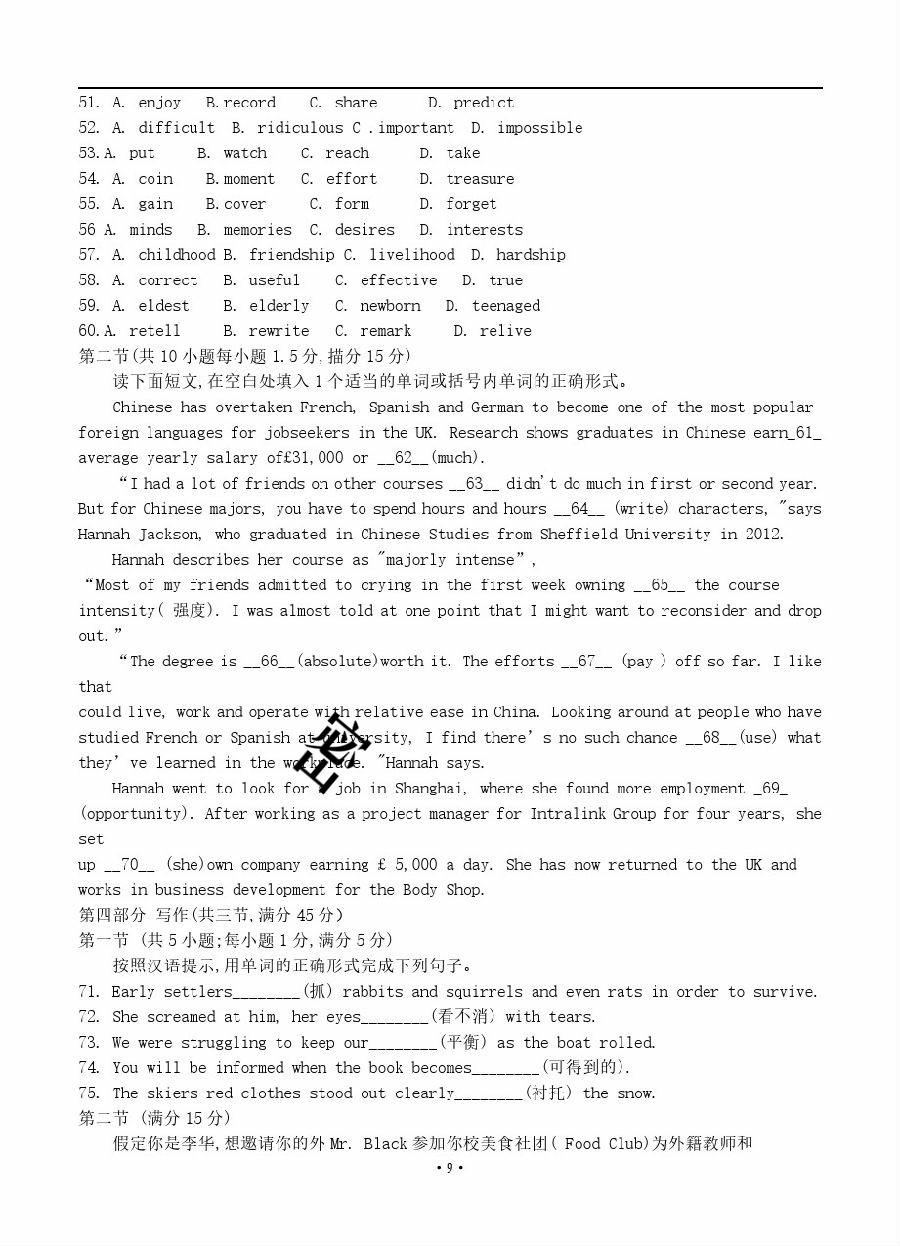 51. A. enjoy B. record C. share D. predict
52. A. difficult B. ridiculous C .important D. impossible
53. A. put B. watch C. reach D. take
54. A. coin B. moment C. effort D. treasure
55. A. gain B. cover C. form D. forget
56 A. minds B. memories C. desires D. interests
57. A. childhood B. friendship C. livelihood D. hardship
58. A. correct B. useful C. effective D. true
59. A. eldest B. elderly C. newborn D. teenaged
60. A. retell B. rewrite C. remark D. relive
第二节(共 10 小题每小题 1.5 分,描分 15 分)
读下面短文,在空白处填入 1 个适当的单词或括号内单词的正确形式。
Chinese has overtaken French, Spanish and German to become one of the most popular
foreign languages for jobseekers in the UK. Research shows graduates in Chinese earn_61_
average yearly salary of£31,000 or __62__(much).
“I had a lot of friends on other courses __63__ didn't do much in first or second year.
But for Chinese majors, you have to spend hours and hours __64__ (write) characters, "says
Hannah Jackson, who graduated in Chinese Studies from Sheffield University in 2012.
Hannah describes her course as "majorly intense”,
“Most of my friends admitted to crying in the first week owning __65__ the course
intensity( 强度). I was almost told at one point that I might want to reconsider and drop
out.”
“The degree is __66__(absolute)worth it. The efforts __67__ (pay ) off so far. I like
that
could live, work and operate with relative ease in China. Looking around at people who have
studied French or Spanish at university, I find there’s no such chance __68__(use) what
they’ve learned in the workplace. "Hannah says.
Hannah went to look for a job in Shanghai, where she found more employment _69_
(opportunity). After working as a project manager for Intralink Group for four years, she
set
up __70__ (she)own company earning £ 5,000 a day. She has now returned to the UK and
works in business development for the Body Shop.
第四部分 写作(共三节,满分 45 分)
第一节 (共 5 小题;每小题 1 分,满分 5 分)
按照汉语提示,用单词的正确形式完成下列句子。
71. Early settlers________(抓) rabbits and squirrels and even rats in order to survive.
72. She screamed at him, her eyes________(看不消) with tears.
73. We were struggling to keep our________(平衡) as the boat rolled.
74. You will be informed when the book becomes________(可得到的).
75. The skiers red clothes stood out clearly________(衬托) the snow.
第二节 (满分 15 分)
假定你是李华,想邀请你的外 Mr. Black 参加你校美食社团( Food Club)为外籍教师和
·9·
密